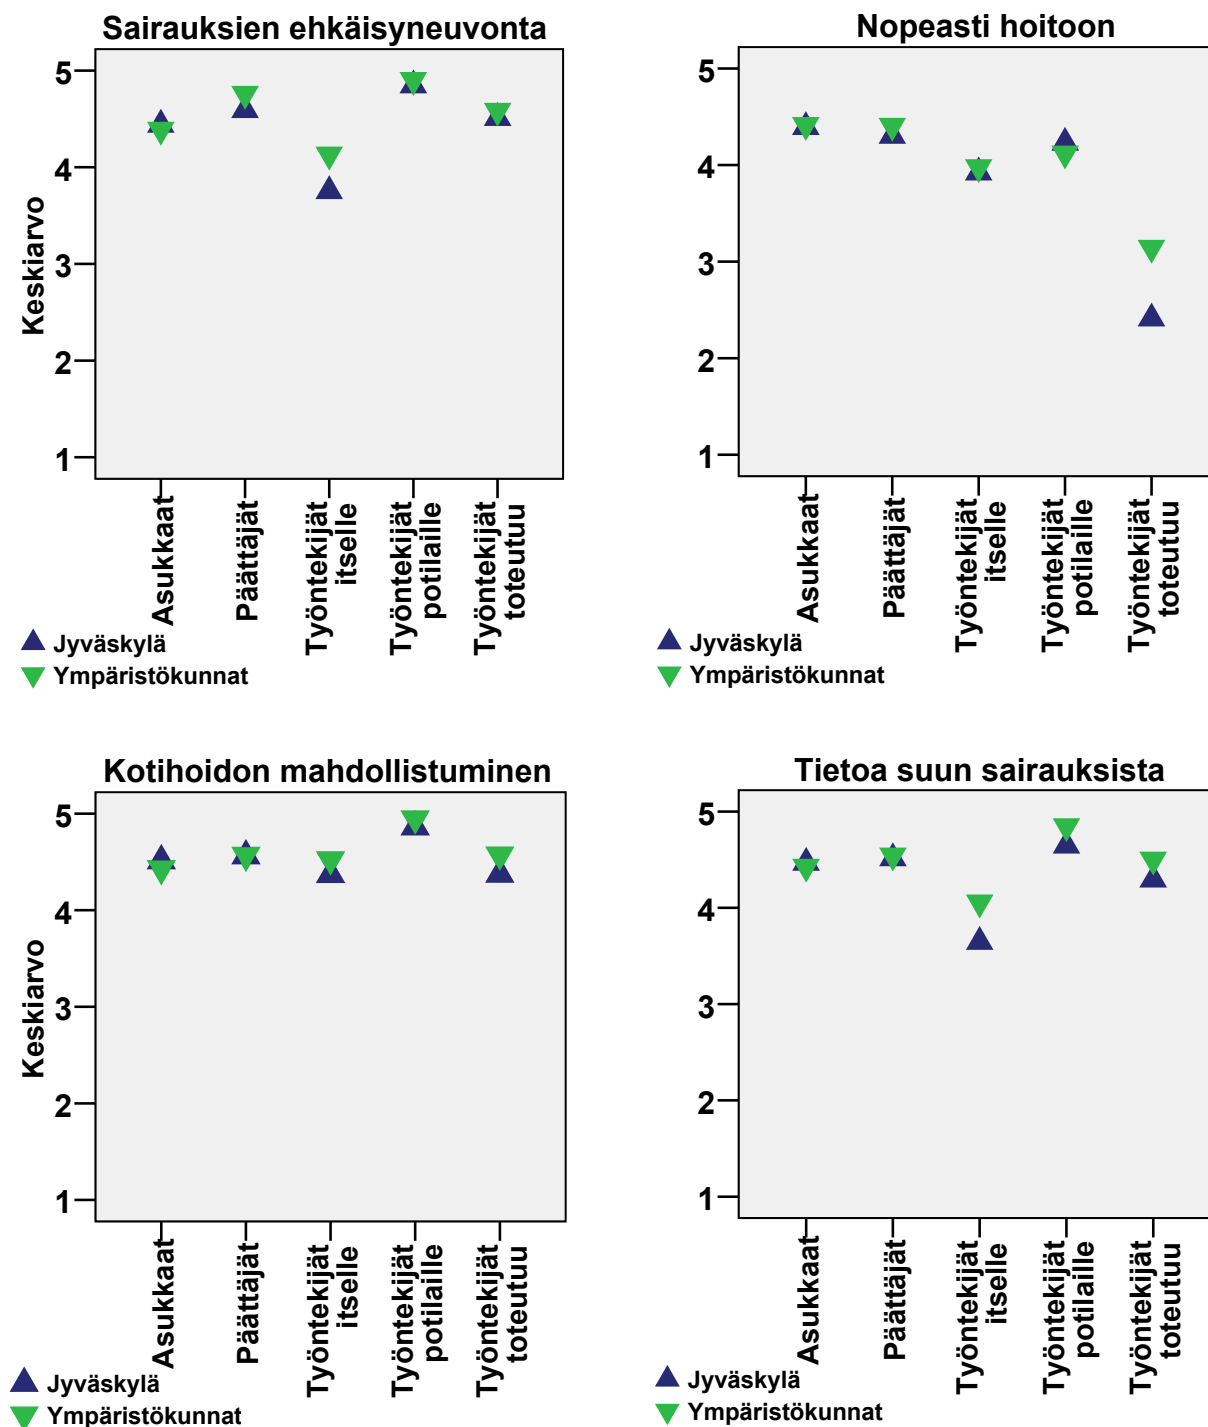 Sairauksien ehkäisyneuvonta
Keskiarvo
5
4
3
2
1
Asukkaat
Päättäjät
Työntekijät
itselle
Työntekijät
potilaille
Työntekijät
toteutuu
Jyväskylä
Ympäristökunnat
Nopeasti hoitoon
5
4
3
2
1
Asukkaat
Päättäjät
Työntekijät
itselle
Työntekijät
potilaille
Työntekijät
toteutuu
Jyväskylä
Ympäristökunnat
Kotihoidon mahdollistuminen
Keskiarvo
5
4
3
2
1
Asukkaat
Päättäjät
Työntekijät
itselle
Työntekijät
potilaille
Työntekijät
toteutuu
Jyväskylä
Ympäristökunnat
Tietoa suun sairauksista
5
4
3
2
1
Asukkaat
Päättäjät
Työntekijät
itselle
Työntekijät
potilaille
Työntekijät
toteutuu
Jyväskylä
Ympäristökunnat